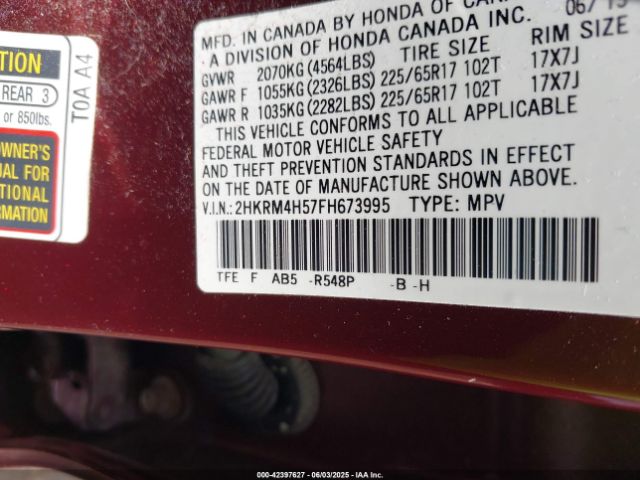 TION
REAR 3
or 850lbs.
OWNER'S
UAL FOR
TIONAL
RMATION
T0A A4
MFD. IN CANADA BY HONDA OF
A DIVISION OF HONDA CANADA INC. 06/15
GVWR 2070KG (4564LBS) TIRE SIZE RIM SIZE
GAWR F 1055KG (2326LBS) 225/65R17 102T 17X7J
GAWR R 1035KG (2282LBS) 225/65R17 102T 17X7J
THIS VEHICLE CONFORMS TO ALL APPLICABLE
FEDERAL MOTOR VEHICLE SAFETY
AND THEFT PREVENTION STANDARDS IN EFFECT
ON THE DATE OF MANUFACTURE SHOWN ABOVE.
V.I.N.: 2HKRM4H57FH673995 TYPE: MPV
TFE F AB5 -R548P -B -H
000-42397627 - 06/03/2025 - IAA Inc.